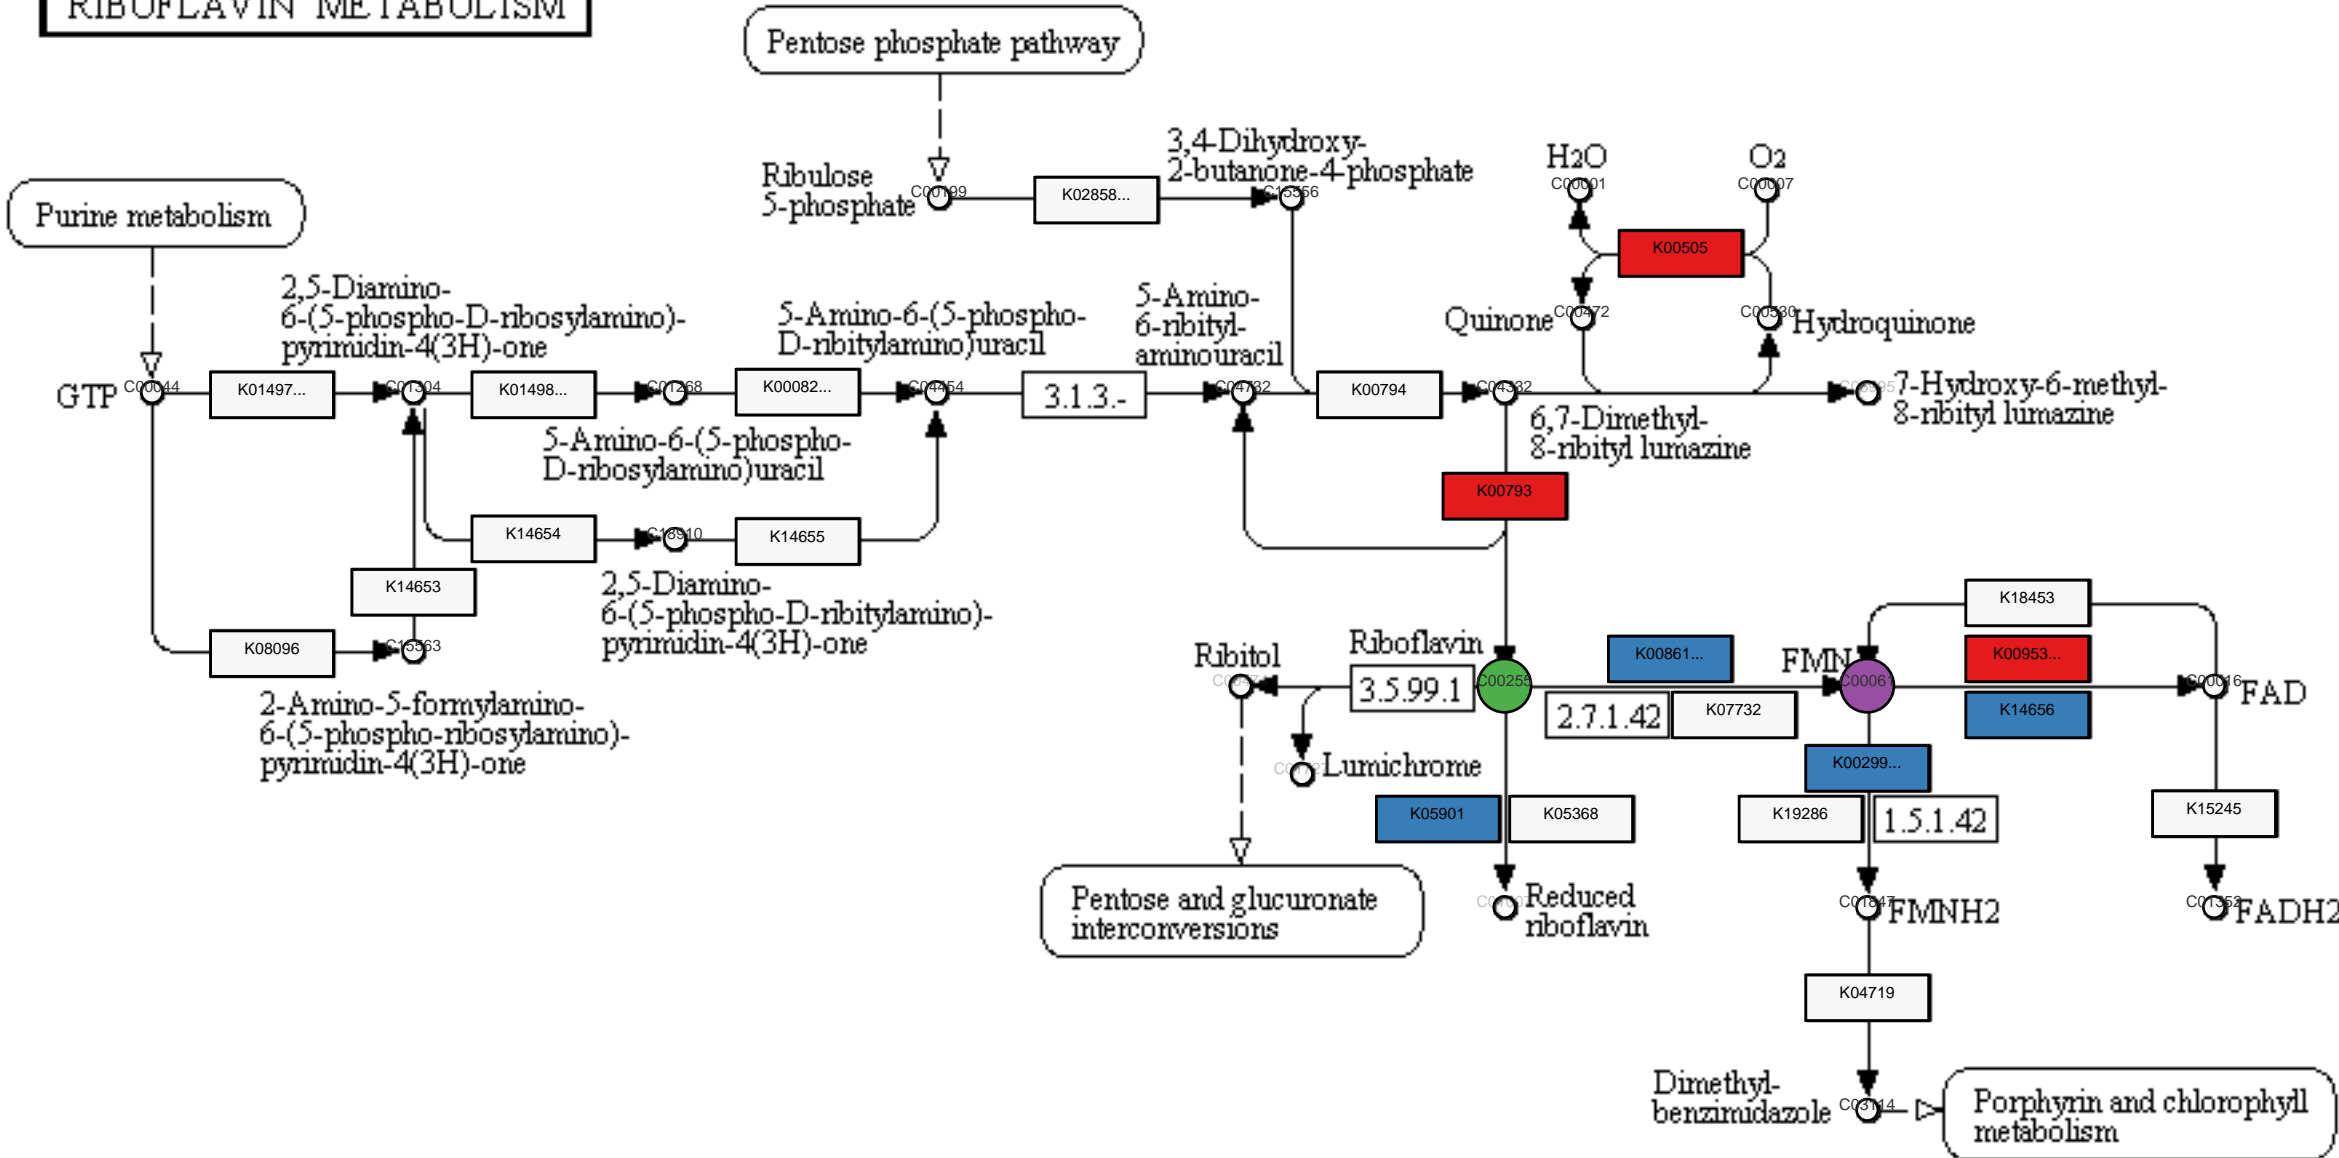 RIBOFLAVIN METABOLISM
Pentose phosphate pathway
Purine metabolism
Ribulose
5-phosphate
C00199
K02858...
3,4-Dihydroxy-
2-butanone-4-phosphate
C15556
H2O
C00001
O2
C00007
K00505
Quinone
C00472
C00530
Hydroquinone
2,5-Diamino-
6-(5-phospho-D-ribosylamino)-
pyrimidin-4(3H)-one
5-Amino-6-(5-phospho-
D-ribitylamino)uracil
5-Amino-
6-ribityl-
aminouracil
GTP
C00044
K01497...
C01304
K01498...
C01268
K00082...
C04454
3.1.3.-
C04732
K00794
C04332
7-Hydroxy-6-methyl-
8-ribityl lumazine
5-Amino-6-(5-phospho-
D-ribosylamino)uracil
6,7-Dimethyl-
8-ribityl lumazine
K00793
K14654
C18910
K14655
K14653
2,5-Diamino-
6-(5-phospho-D-ribitylamino)-
pyrimidin-4(3H)-one
K08096
C15563
2-Amino-5-formylamino-
6-(5-phospho-ribosylamino)-
pyrimidin-4(3H)-one
K18453
Ribitol
Riboflavin
K00861...
FMN
K00953...
3.5.99.1
C00255
C00061
C00016
FAD
2.7.1.42
K07732
K14656
Lumichrome
K00299...
K05901
K05368
K19286
1.5.1.42
K15245
Pentose and glucuronate
interconversions
Reduced
riboflavin
C01847
FMNH2
C01352
FADH2
K04719
Dimethyl-
benzimidazole
C03114
Porphyrin and chlorophyll
metabolism